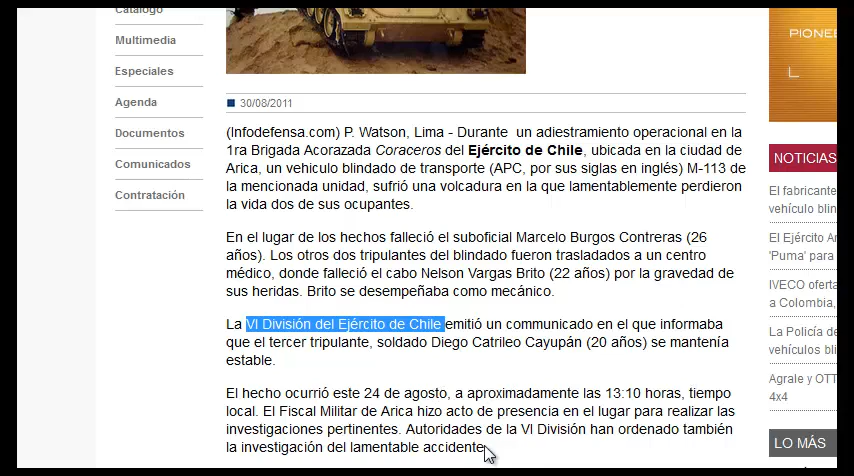 Catálogo
Multimedia
Especiales
Agenda
Documentos
Comunicados
Contratación
30/08/2011
(Infodefensa.com) P. Watson, Lima - Durante un adiestramiento operacional en la
1ra Brigada Acorazada Coraceros del Ejército de Chile, ubicada en la ciudad de
Arica, un vehiculo blindado de transporte (APC, por sus siglas en inglés) M-113 de
la mencionada unidad, sufrió una volcadura en la que lamentablemente perdieron
la vida dos de sus ocupantes.
En el lugar de los hechos falleció el suboficial Marcelo Burgos Contreras (26
años). Los otros dos tripulantes del blindado fueron trasladados a un centro
médico, donde falleció el cabo Nelson Vargas Brito (22 años) por la gravedad de
sus heridas. Brito se desempeñaba como mecánico.
La VI División del Ejército de Chile emitió un communicado en el que informaba
que el tercer tripulante, soldado Diego Catrileo Cayupán (20 años) se mantenía
estable.
El hecho ocurrió este 24 de agosto, a aproximadamente las 13:10 horas, tiempo
local. El Fiscal Militar de Arica hizo acto de presencia en el lugar para realizar las
investigaciones pertinentes. Autoridades de la VI División han ordenado también
la investigación del lamentable accidente.
PIONEE
NOTICIAS
El fabricante
vehículo blin
El Ejército Ar
'Puma' para
IVECO oferta
a Colombia,
La Policía de
vehículos bli
Agrale y OTT
4x4
LO MÁS